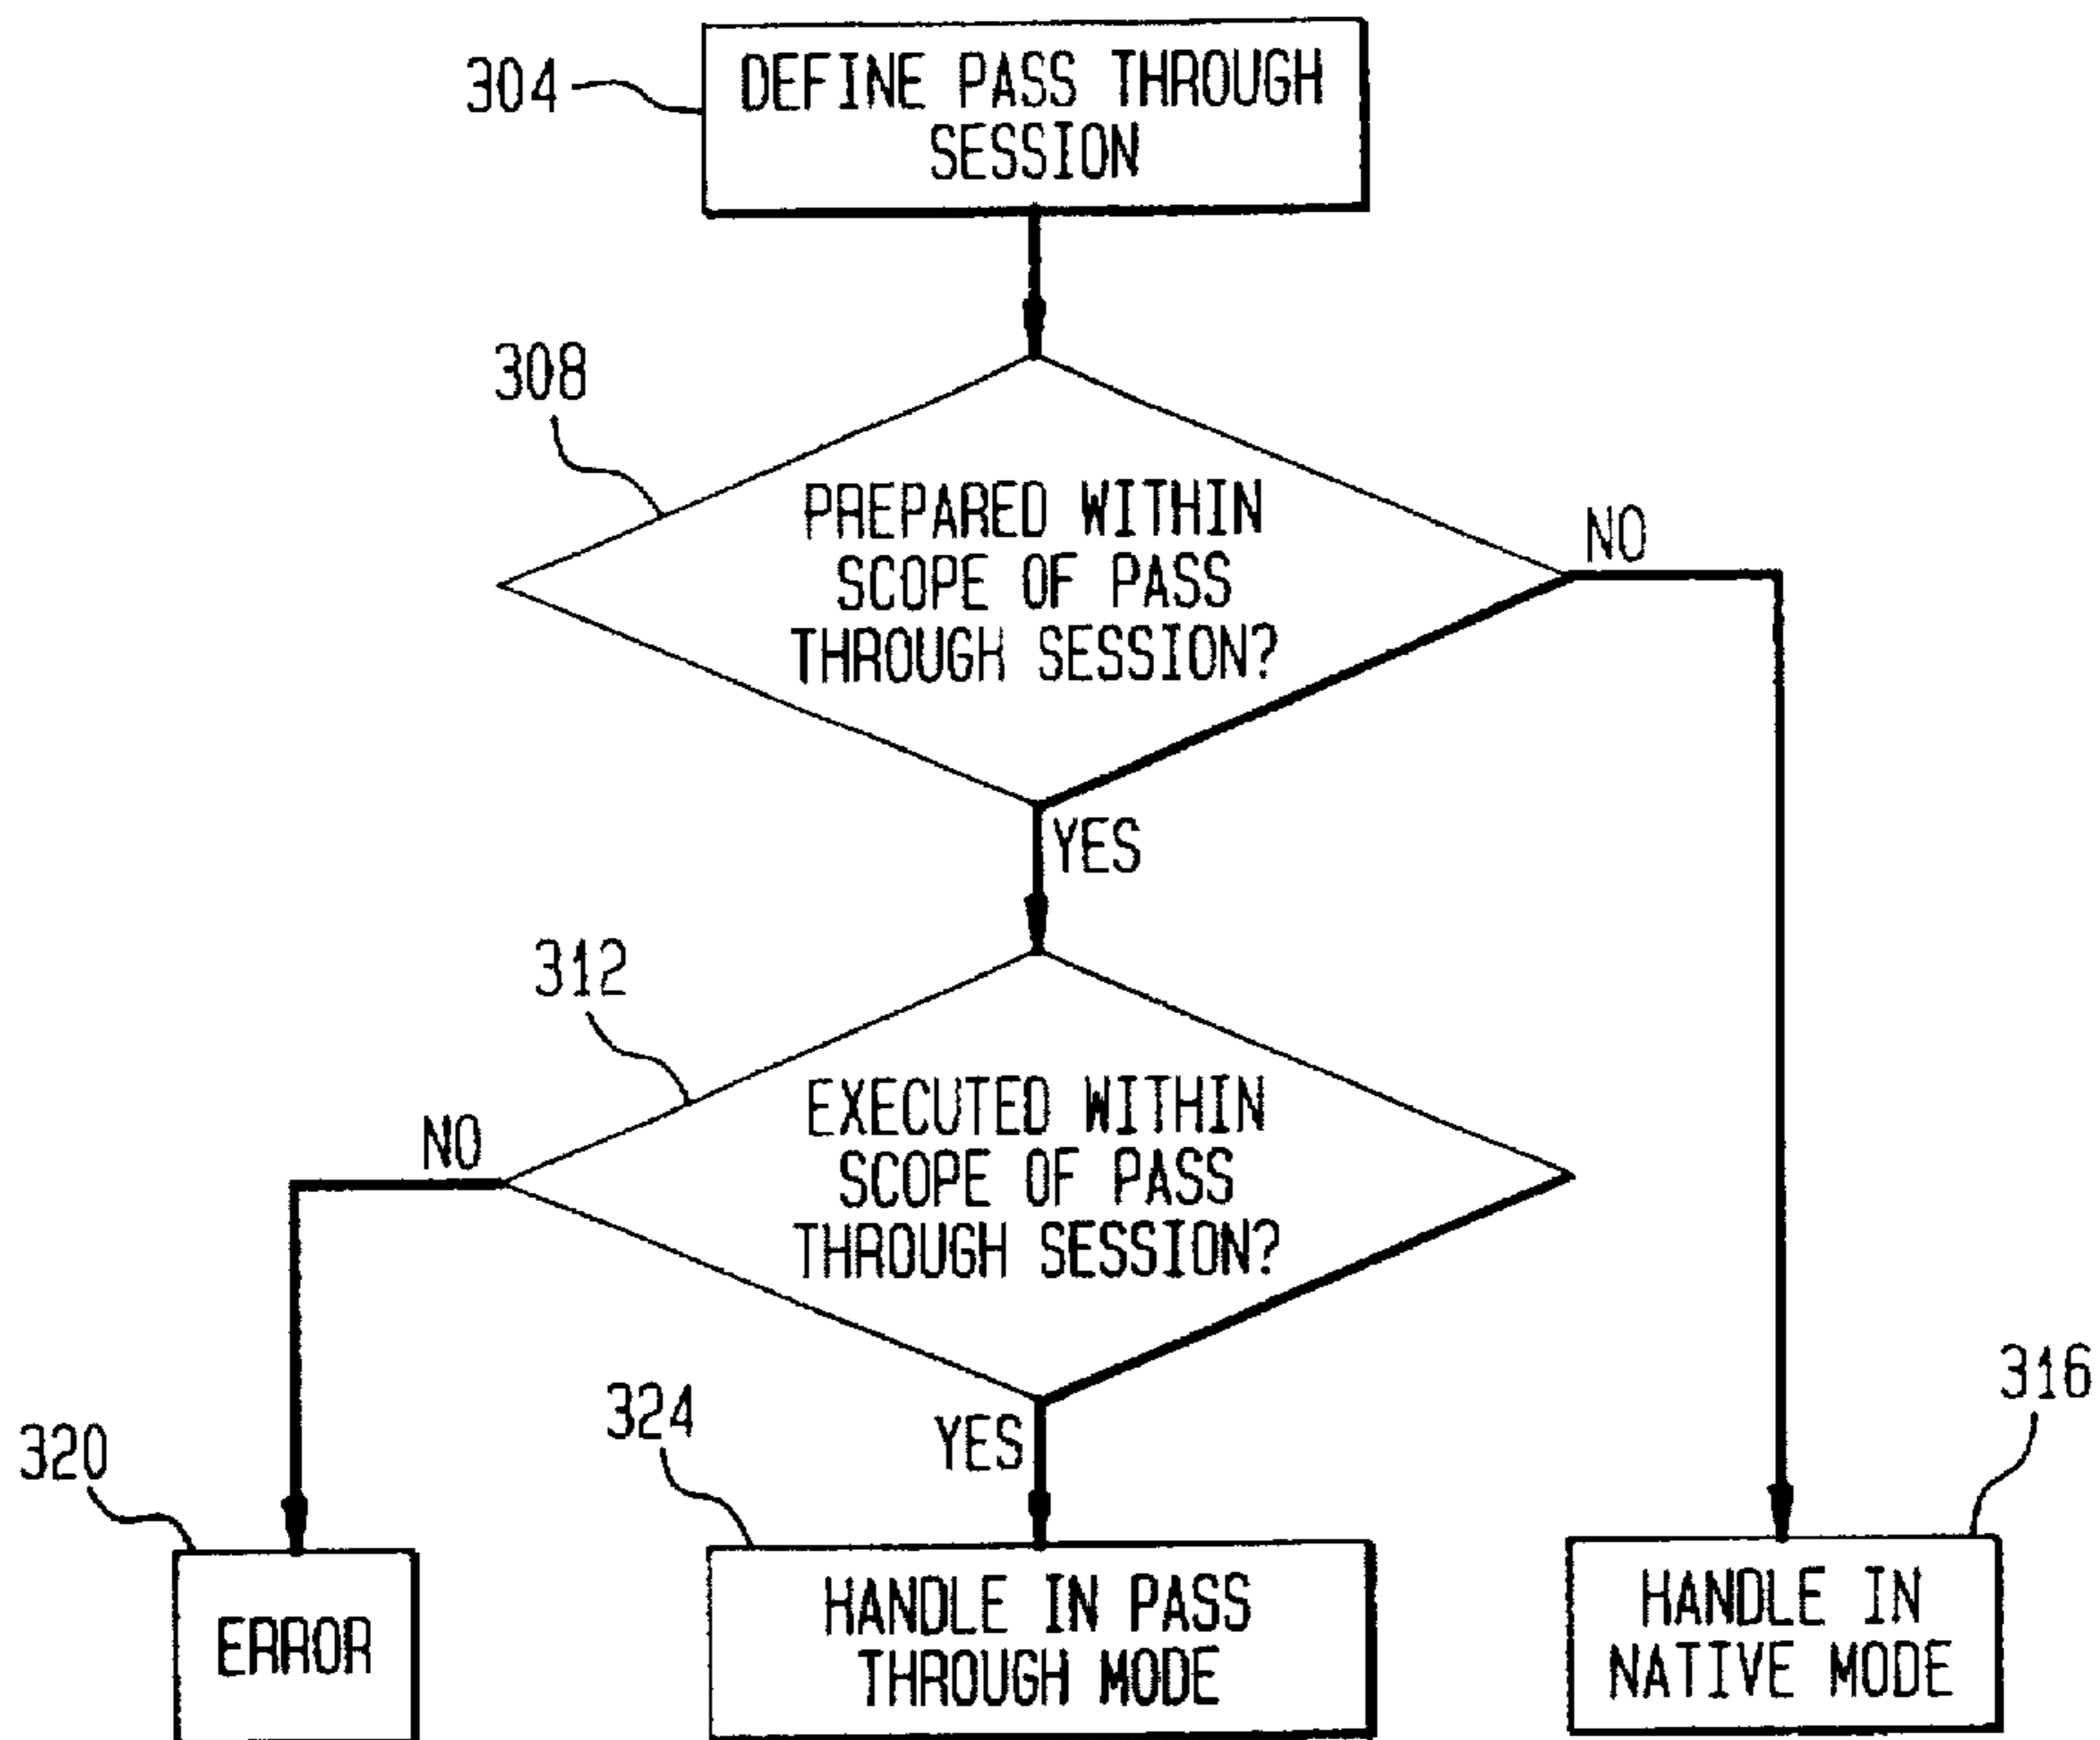 304
DEFINE PASS THROUGH
SESSION
308
PREPARED WITHIN
SCOPE OF PASS
THROUGH SESSION?
NO
YES
312
EXECUTED WITHIN
SCOPE OF PASS
THROUGH SESSION?
NO
YES
320
ERROR
324
HANDLE IN PASS
THROUGH MODE
316
HANDLE IN
NATIVE MODE